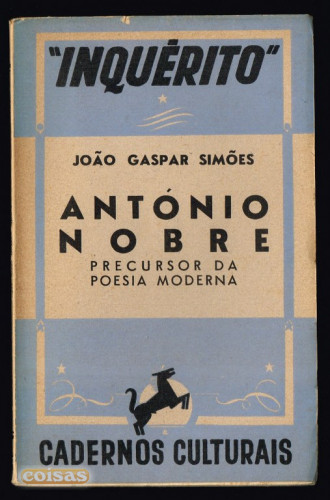 "INQUÉRITO"
JOÃO GASPAR SIMÕES
ANTÓNIO
NOBRE
PRECURSOR DA
POESIA MODERNA
CADERNOS CULTURAIS
coisas